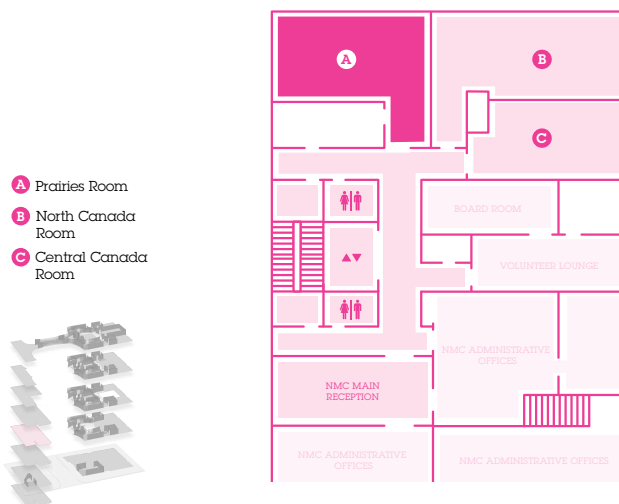 A
B
A Prairies Room
B North Canada
Room
C Central Canada
Room
C
BOARD ROOM
VOLUNTEER LOUNGE
NMC ADMINISTRATIVE
OFFICES
NMC MAIN
RECEPTION
NMC ADMINISTRATIVE
OFFICES
NMC ADMINISTRATIVE OFFICES